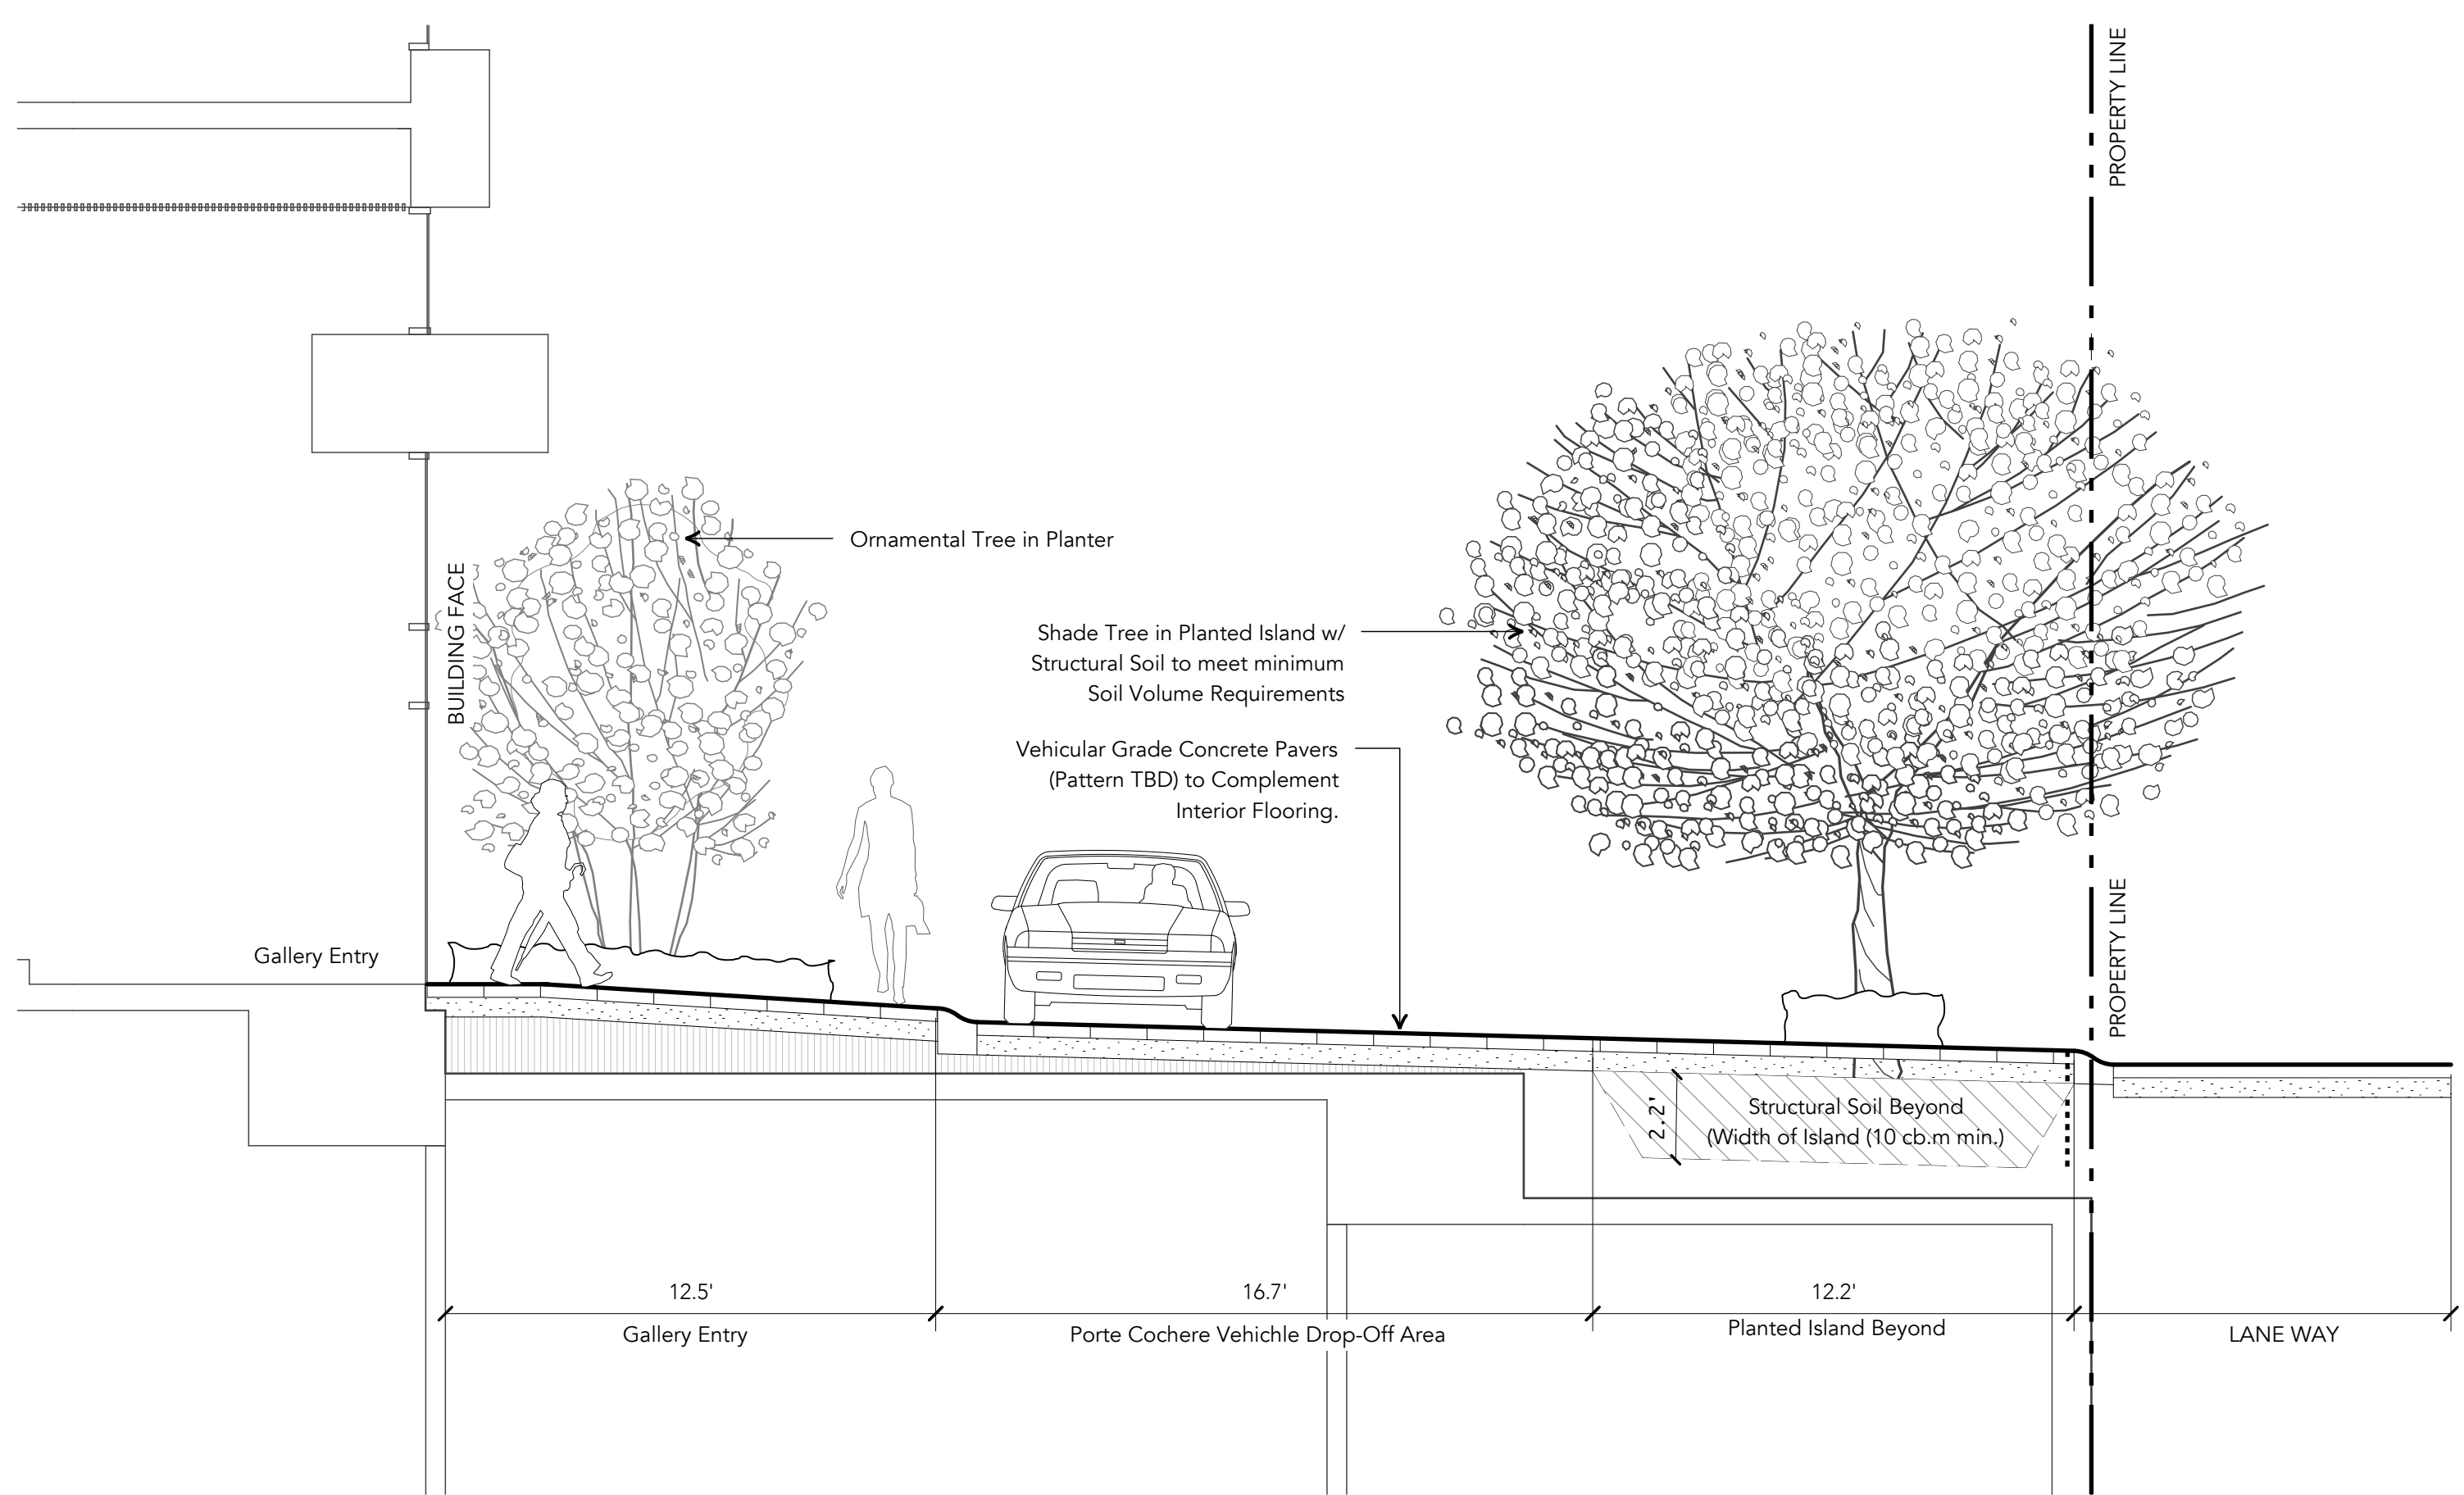 PROPERTY LINE
Ornamental Tree in Planter
BUILDING FACE
Shade Tree in Planted Island w/
Structural Soil to meet minimum
Soil Volume Requirements
Vehicular Grade Concrete Pavers
(Pattern TBD) to Complement
Interior Flooring.
Gallery Entry
PROPERTY LINE
2.2'
Structural Soil Beyond
(Width of Island (10 cb.m min.)
12.5'
Gallery Entry
16.7'
Porte Cochere Vehichle Drop-Off Area
12.2'
Planted Island Beyond
LANE WAY